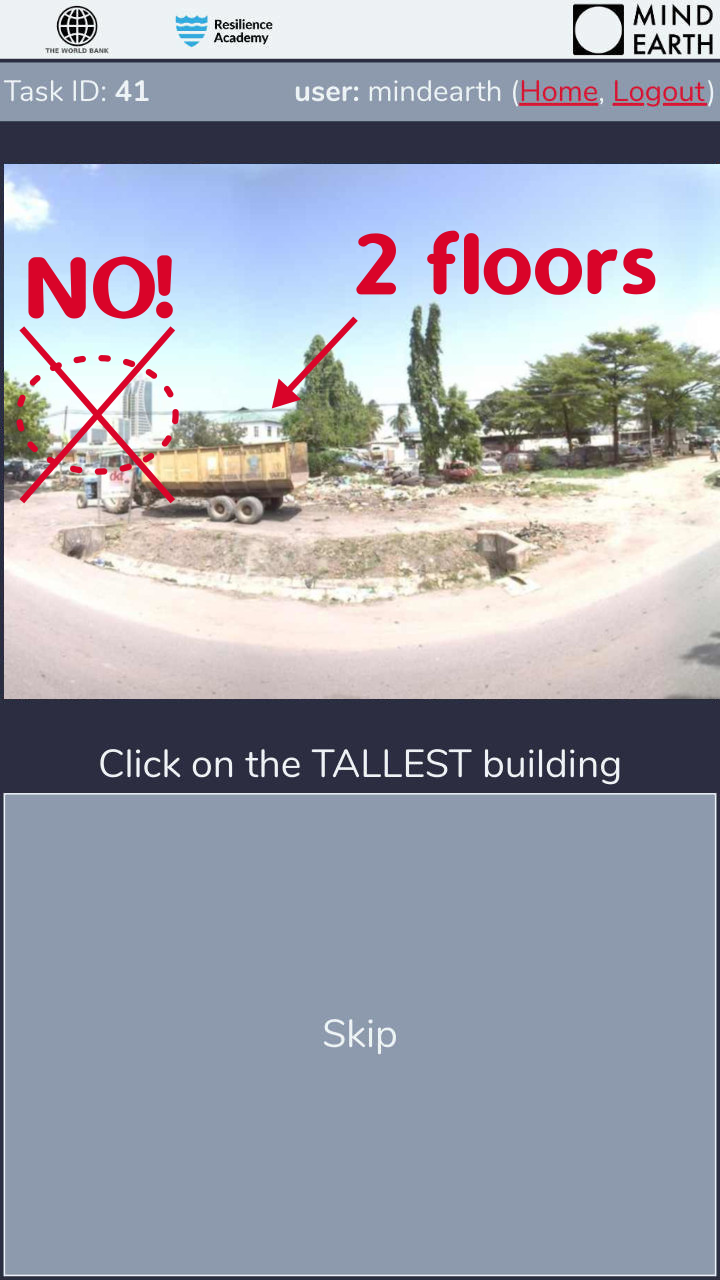 THE WORLD BANK
Resilience
Academy
MIND
EARTH
Task ID: 41 user: mindearth (Home, Logout)
NO!
2 floors
Click on the TALLEST building
Skip